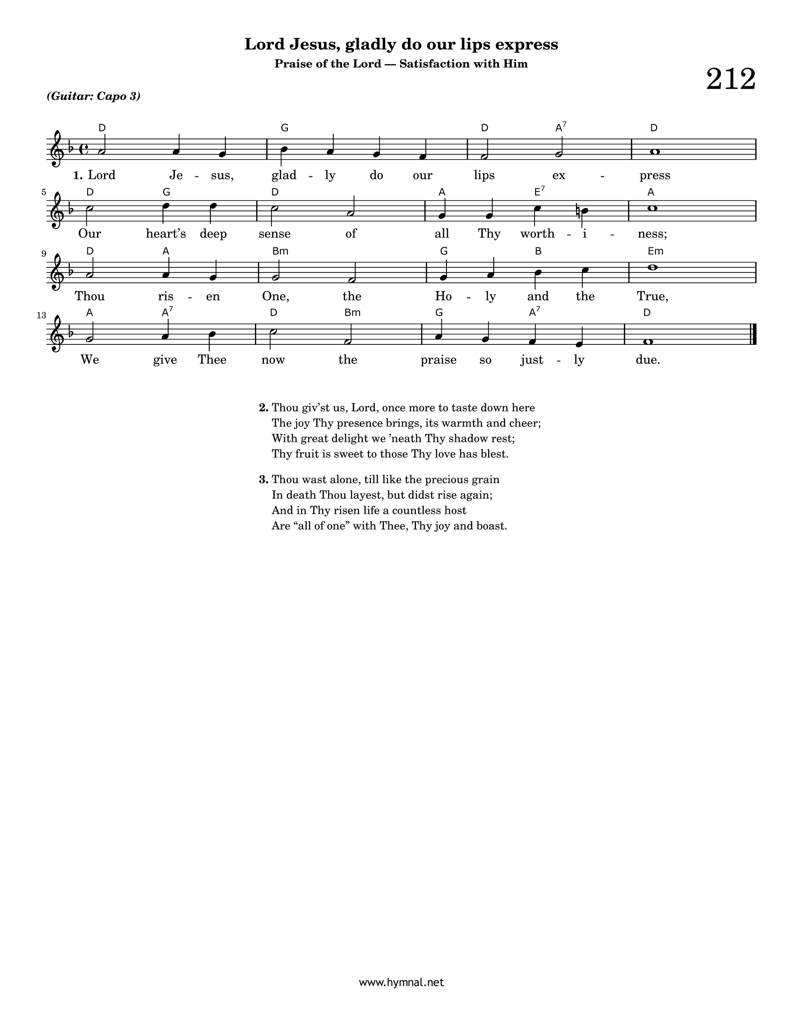 Lord Jesus, gladly do our lips express
Praise of the Lord — Satisfaction with Him
212
(Guitar: Capo 3)
D G D A7 D
1. Lord Je - sus, glad - ly do our lips ex - press
5
D G D A E7 A
Our heart's deep sense of all Thy worth - i - ness;
9
D A Bm G B Em
Thou ris - en One, the Ho - ly and the True,
13
A A7 D Bm G A7 D
We give Thee now the praise so just - ly due.
2. Thou giv'st us, Lord, once more to taste down here
The joy Thy presence brings, its warmth and cheer;
With great delight we 'neath Thy shadow rest;
Thy fruit is sweet to those Thy love has blest.
3. Thou wast alone, till like the precious grain
In death Thou layest, but didst rise again;
And in Thy risen life a countless host
Are “all of one” with Thee, Thy joy and boast.
www.hymnal.net